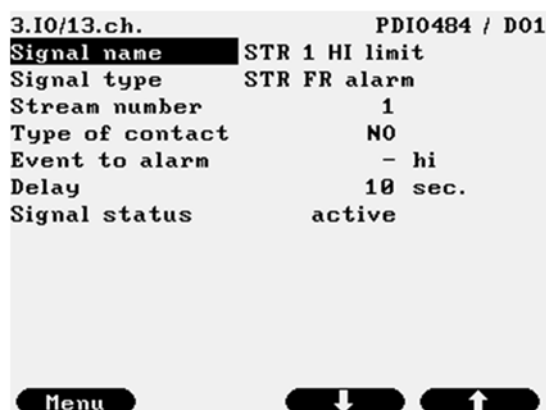 3.IO/13.ch. PDIO484 / DO1
Signal name STR 1 HI limit
Signal type STR FR alarm
Stream number 1
Type of contact NO
Event to alarm - hi
Delay 10 sec.
Signal status active
Menu ⬇ ⬆